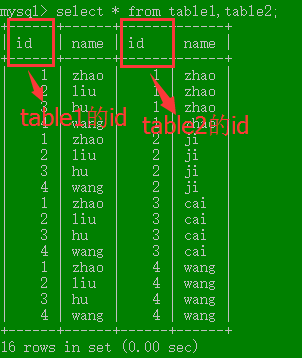 mysql> select * from table1,table2;
+------+------+------+------+
| id | name | id | name |
+------+------+------+------+
| 1 | zhao | 1 | zhao |
| 2 | liu | 1 | zhao |
| 3 | hu | 1 | zhao |
| 4 | wang | 1 | zhao |
| 1 | zhao | 2 | ji |
| 2 | liu | 2 | ji |
| 3 | hu | 2 | ji |
| 4 | wang | 2 | ji |
| 1 | zhao | 3 | cai |
| 2 | liu | 3 | cai |
| 3 | hu | 3 | cai |
| 4 | wang | 3 | cai |
| 1 | zhao | 4 | wang |
| 2 | liu | 4 | wang |
| 3 | hu | 4 | wang |
| 4 | wang | 4 | wang |
+------+------+------+------+
16 rows in set (0.00 sec)
table1的id
table2的id